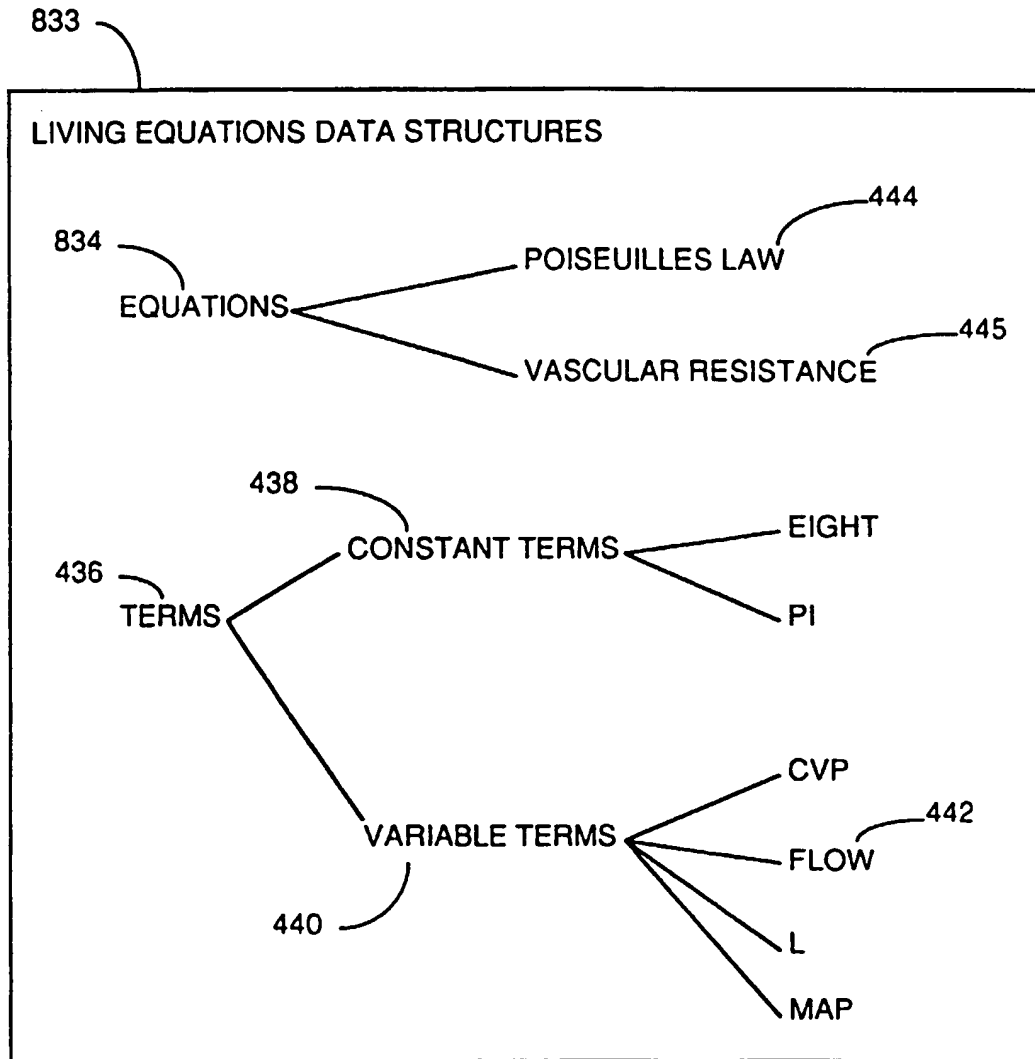 833
LIVING EQUATIONS DATA STRUCTURES
444
834
POISEUILLES LAW
EQUATIONS
445
VASCULAR RESISTANCE
438
EIGHT
CONSTANT TERMS
436
TERMS
PI
CVP
442
VARIABLE TERMS
FLOW
440
L
MAP